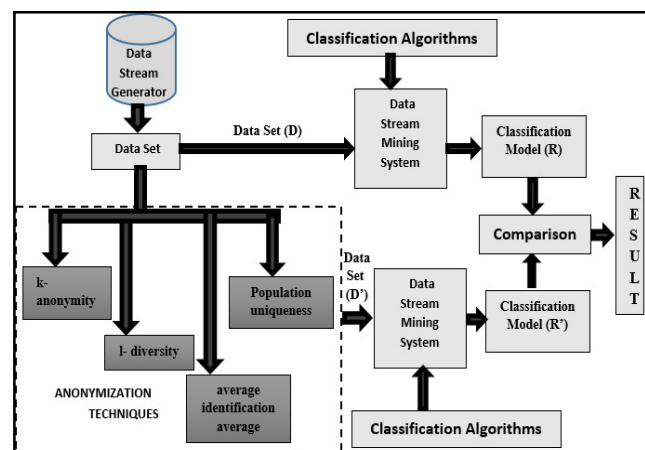 Classification Algorithms
Data
Stream
Generator
Data Set
Data Set (D)
Data
Stream
Mining
System
Classification
Model (R)
R
E
S
U
L
T
Comparison
k-
anonymity
l- diversity
average
identification
average
Population
uniqueness
ANONYMIZATION
TECHNIQUES
Data
Set
(D')
Data
Stream
Mining
System
Classification
Model (R')
Classification Algorithms